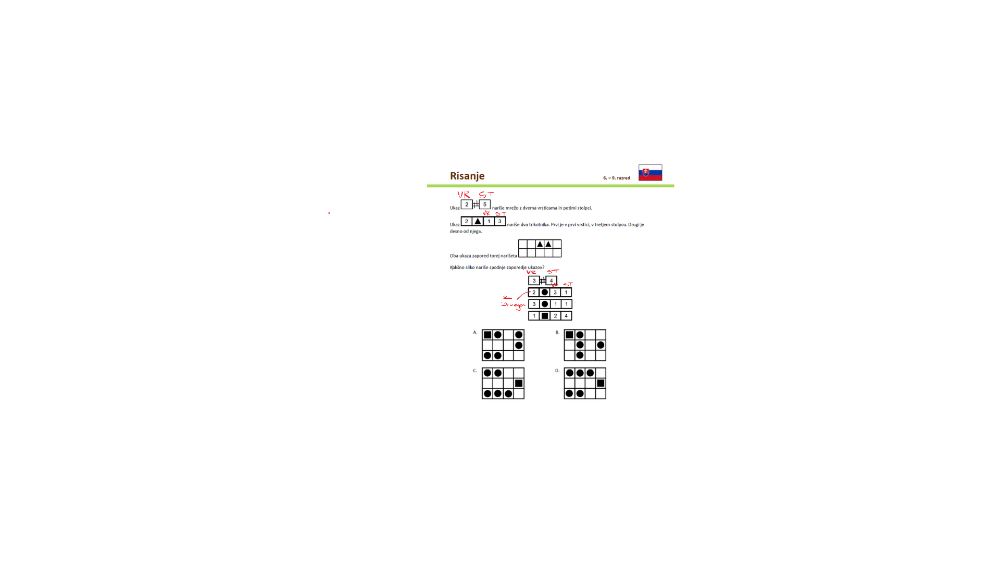 Risanje
6. – 9. razred
VR ST
Ukaz 2 5 nariše mrežo z dvema vrsticama in petimi stolpci.
VR ST
Ukaz 2 1 3 nariše dva trikotnika. Prvi je v prvi vrstici, v tretjem stolpcu. Drugi je
desno od njega.
Oba ukaza zapored torej narišeta
Kakšno sliko nariše spodnje zaporedje ukazov?
VR ST
3 4
VR ST
2 3 1
2
3 1 1
1 2 4
A.
B.
C.
D.